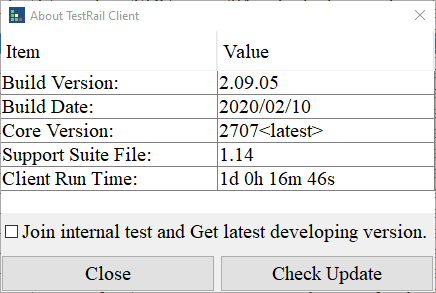 About TestRail Client
Item Value
Build Version: 2.09.05
Build Date: 2020/02/10
Core Version: 2707<latest>
Support Suite File: 1.14
Client Run Time: 1d 0h 16m 46s
Join internal test and Get latest developing version.
Close Check Update